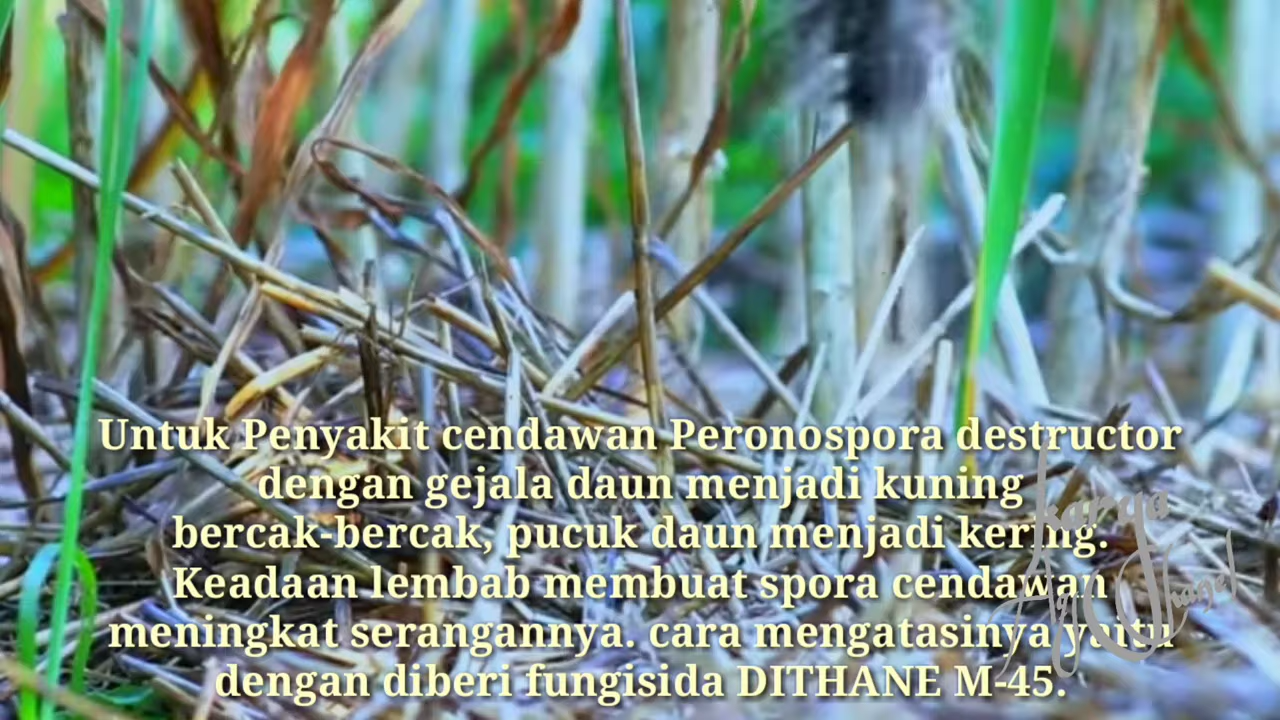 Untuk Penyakit cendawan Peronospora destructor
dengan gejala daun menjadi kuning
bercak-bercak, pucuk daun menjadi kering.
Keadaan lembab membuat spora cendawan
meningkat serangannya. cara mengatasinya yaitu
dengan diberi fungisida DITHANE M-45.
karya